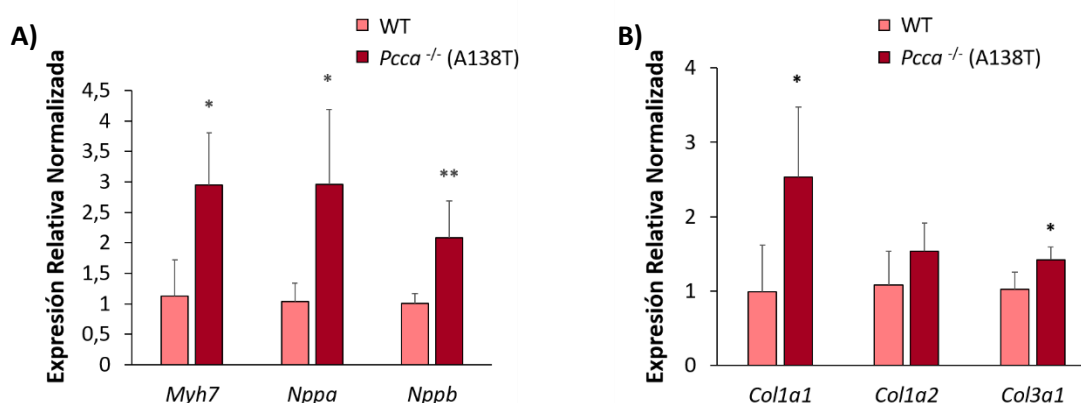 A)
WT
Pcca -/- (A138T)
Expresión Relativa Normalizada
4,5
4
3,5
3
2,5
2
1,5
1
0,5
0
*
*
**
Myh7
Nppa
Nppb
B)
WT
Pcca -/- (A138T)
Expresión Relativa Normalizada
4
3
2
1
0
*
*
Col1a1
Col1a2
Col3a1